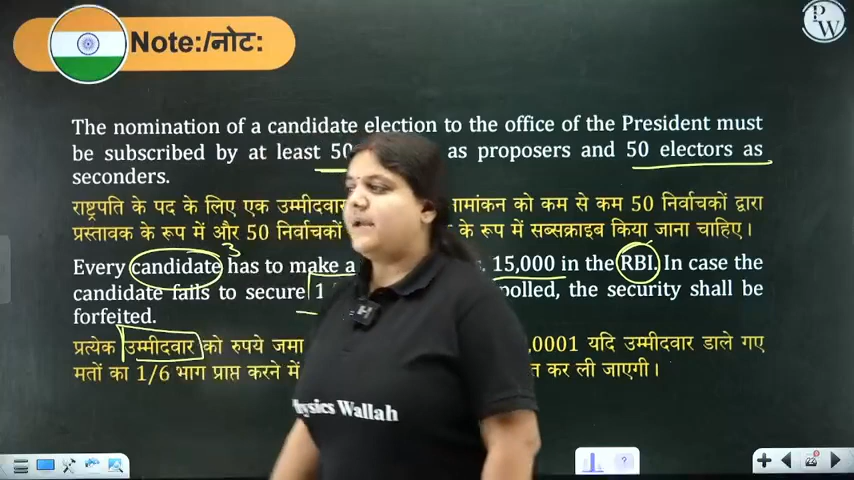 Note:/नोट:
P
W
The nomination of a candidate election to the office of the President must
be subscribed by at least 50 as proposers and 50 electors as
seconders.
राष्ट्रपति के पद के लिए एक उम्मीदवार नामांकन को कम से कम 50 निर्वाचकों द्वारा
प्रस्तावक के रूप में और 50 निर्वाचकों के रूप में सब्सक्राइब किया जाना चाहिए।
3
Every candidate has to make a 15,000 in the RBI. In case the
candidate fails to secure 1 polled, the security shall be
forfeited.
प्रत्येक उम्मीदवार को रुपये जमा ,0001 यदि उम्मीदवार डाले गए
मतों का 1/6 भाग प्राप्त करने में कर ली जाएगी।
H
Physics Wallah